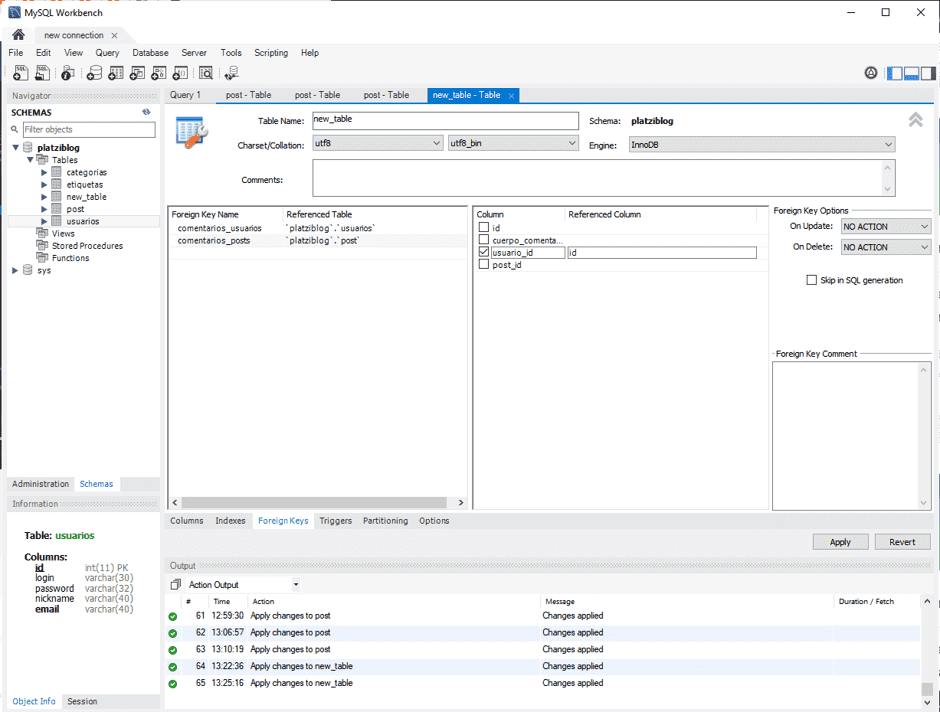 MySQL Workbench
new connection
File Edit View Query Database Server Tools Scripting Help
Navigator
SCHEMAS
Filter objects
platziblog
Tables
categorias
etiquetas
new_table
post
usuarios
Views
Stored Procedures
Functions
sys
Administration Schemas
Information
Table: usuarios
Columns:
id int(11) PK
login varchar(30)
password varchar(32)
nickname varchar(40)
email varchar(40)
Object Info Session
Query 1 post - Table post - Table post - Table new_table - Table
Table Name: new_table Schema: platziblog
Charset/Collation: utf8 utf8_bin Engine: InnoDB
Comments:
Foreign Key Name Referenced Table
comentarios_usuarios `platziblog`.`usuarios`
comentarios_posts `platziblog`.`post`
Column Referenced Column
id
cuerpo_comenta...
usuario_id id
post_id
Foreign Key Options
On Update: NO ACTION
On Delete: NO ACTION
Skip in SQL generation
Foreign Key Comment
Columns Indexes Foreign Keys Triggers Partitioning Options
Apply Revert
Output
Action Output
# Time Action Message Duration / Fetch
61 12:59:30 Apply changes to post Changes applied
62 13:06:57 Apply changes to post Changes applied
63 13:10:19 Apply changes to post Changes applied
64 13:22:36 Apply changes to new_table Changes applied
65 13:25:16 Apply changes to new_table Changes applied